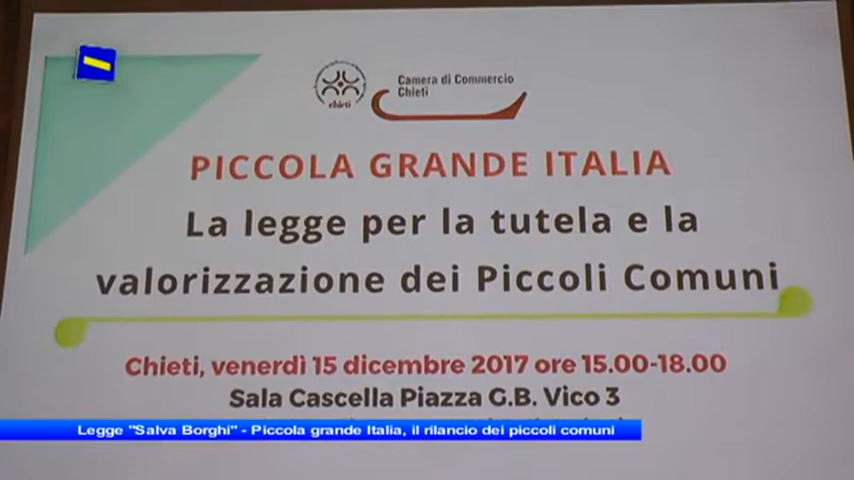 chieti
Camera di Commercio
Chieti
PICCOLA GRANDE ITALIA
La legge per la tutela e la
valorizzazione dei Piccoli Comuni
Chieti, venerdì 15 dicembre 2017 ore 15.00-18.00
Sala Cascella Piazza G.B. Vico 3
Legge "Salva Borghi" - Piccola grande Italia, il rilancio dei piccoli comuni